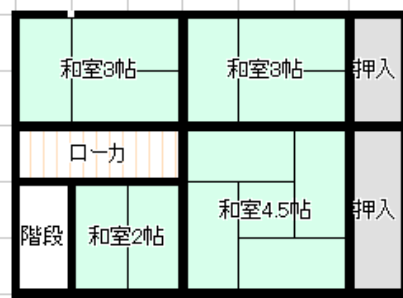 和室3帖
和室3帖
押入
ローカ
和室4.5帖
押入
階段
和室2帖